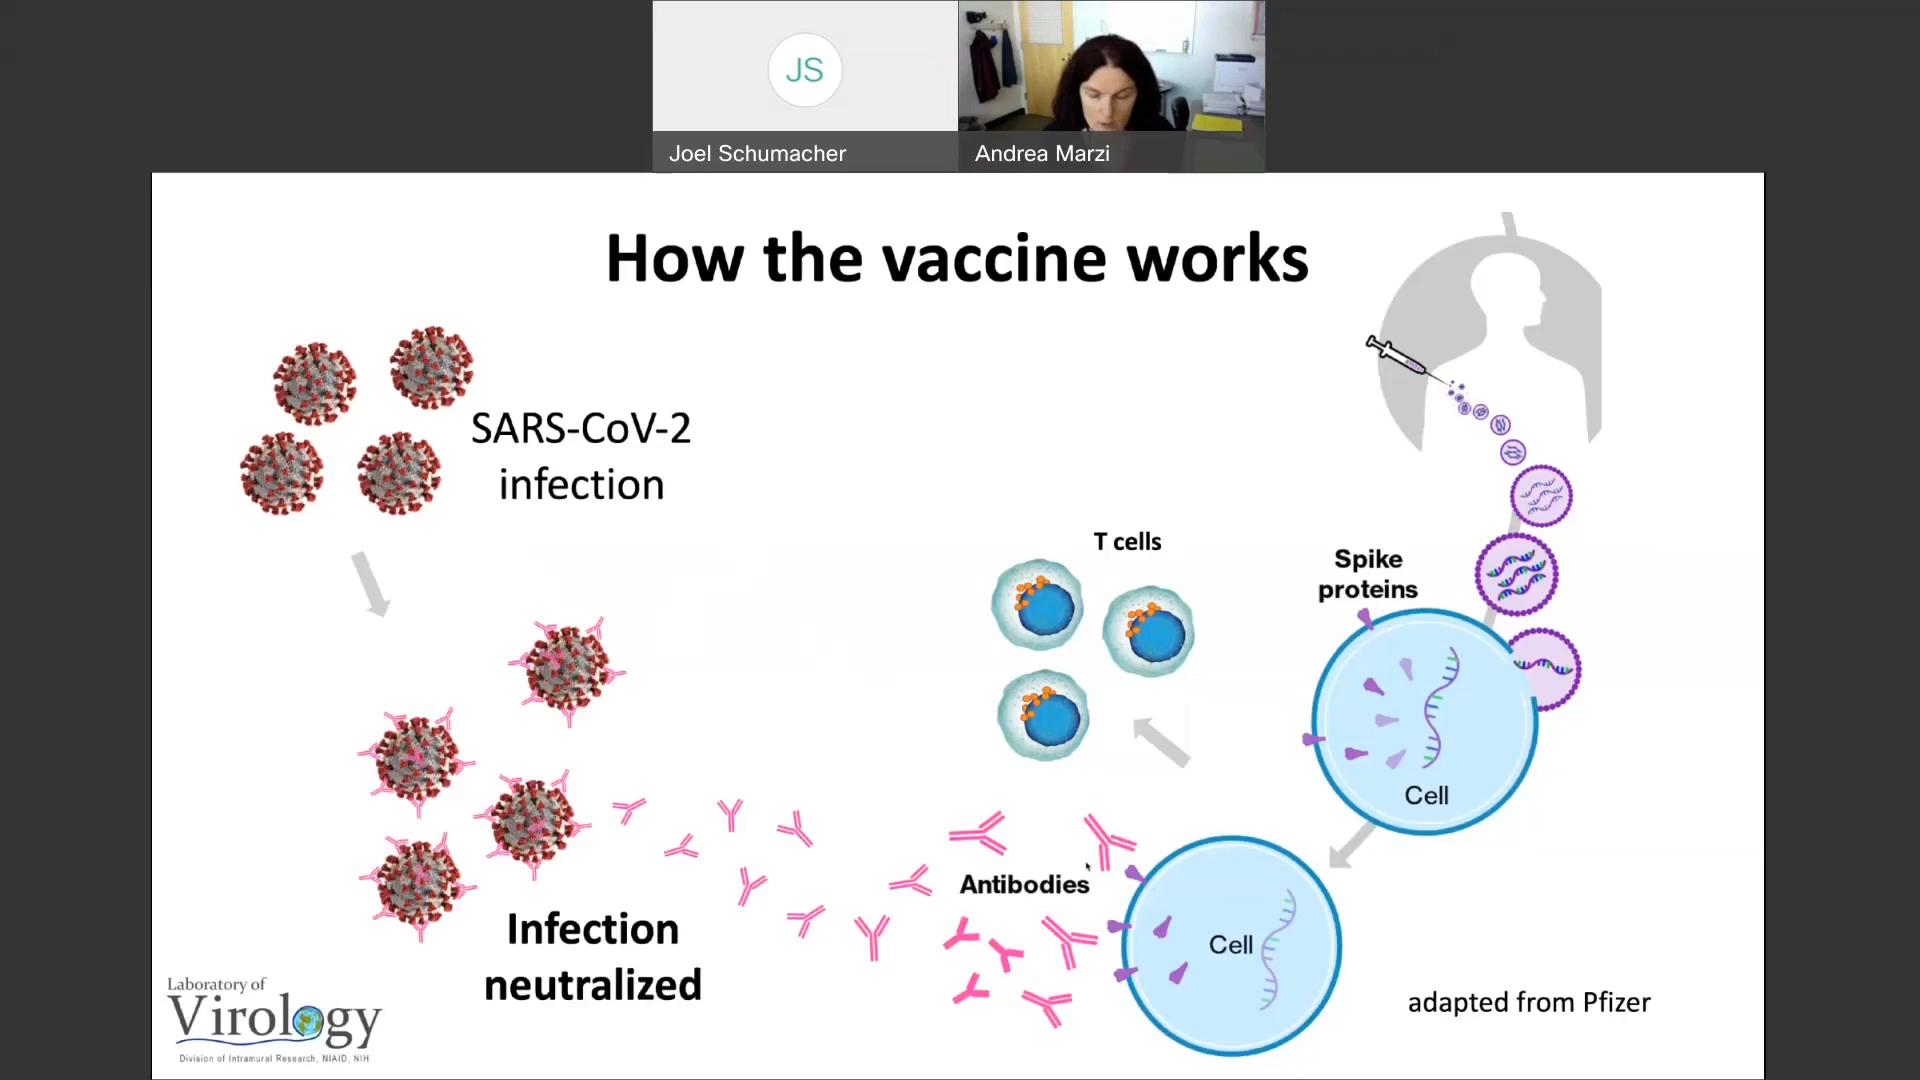 JS
Joel Schumacher
Andrea Marzi
How the vaccine works
SARS-CoV-2
infection
T cells
Spike
proteins
Cell
Antibodies
Cell
Infection
neutralized
adapted from Pfizer
Laboratory of
Virology
Division of Intramural Research, NIAID, NIH